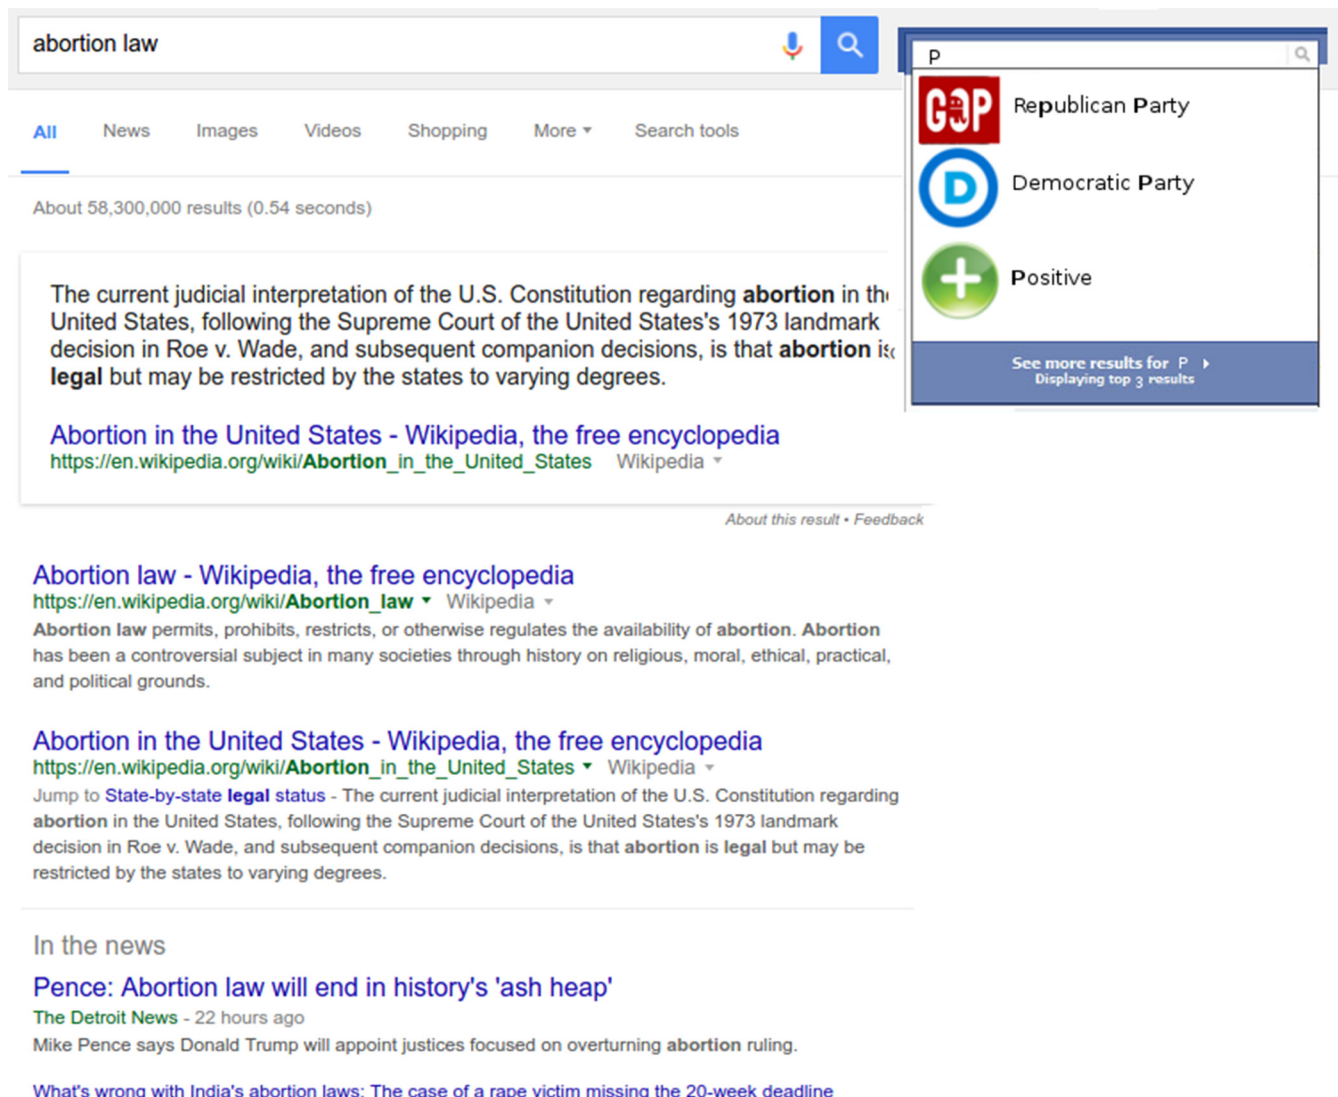 abortion law
All News Images Videos Shopping More Search tools
About 58,300,000 results (0.54 seconds)
The current judicial interpretation of the U.S. Constitution regarding abortion in the
United States, following the Supreme Court of the United States's 1973 landmark
decision in Roe v. Wade, and subsequent companion decisions, is that abortion is
legal but may be restricted by the states to varying degrees.
Abortion in the United States - Wikipedia, the free encyclopedia
https://en.wikipedia.org/wiki/Abortion_in_the_United_States Wikipedia
About this result • Feedback
Abortion law - Wikipedia, the free encyclopedia
https://en.wikipedia.org/wiki/Abortion_law Wikipedia
Abortion law permits, prohibits, restricts, or otherwise regulates the availability of abortion. Abortion
has been a controversial subject in many societies through history on religious, moral, ethical, practical,
and political grounds.
Abortion in the United States - Wikipedia, the free encyclopedia
https://en.wikipedia.org/wiki/Abortion_in_the_United_States Wikipedia
Jump to State-by-state legal status - The current judicial interpretation of the U.S. Constitution regarding
abortion in the United States, following the Supreme Court of the United States's 1973 landmark
decision in Roe v. Wade, and subsequent companion decisions, is that abortion is legal but may be
restricted by the states to varying degrees.
In the news
Pence: Abortion law will end in history's 'ash heap'
The Detroit News - 22 hours ago
Mike Pence says Donald Trump will appoint justices focused on overturning abortion ruling.
What's wrong with India's abortion laws: The case of a rape victim missing the 20-week deadline
P
GOP
Republican Party
D
Democratic Party
Positive
See more results for P
Displaying top 3 results